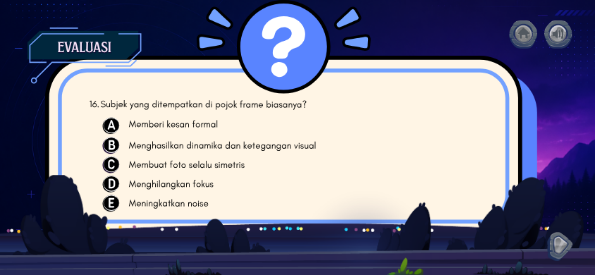 EVALUASI
?
16. Subjek yang ditempatkan di pojok frame biasanya?
A Memberi kesan formal
B Menghasilkan dinamika dan ketegangan visual
C Membuat foto selalu simetris
D Menghilangkan fokus
E Meningkatkan noise